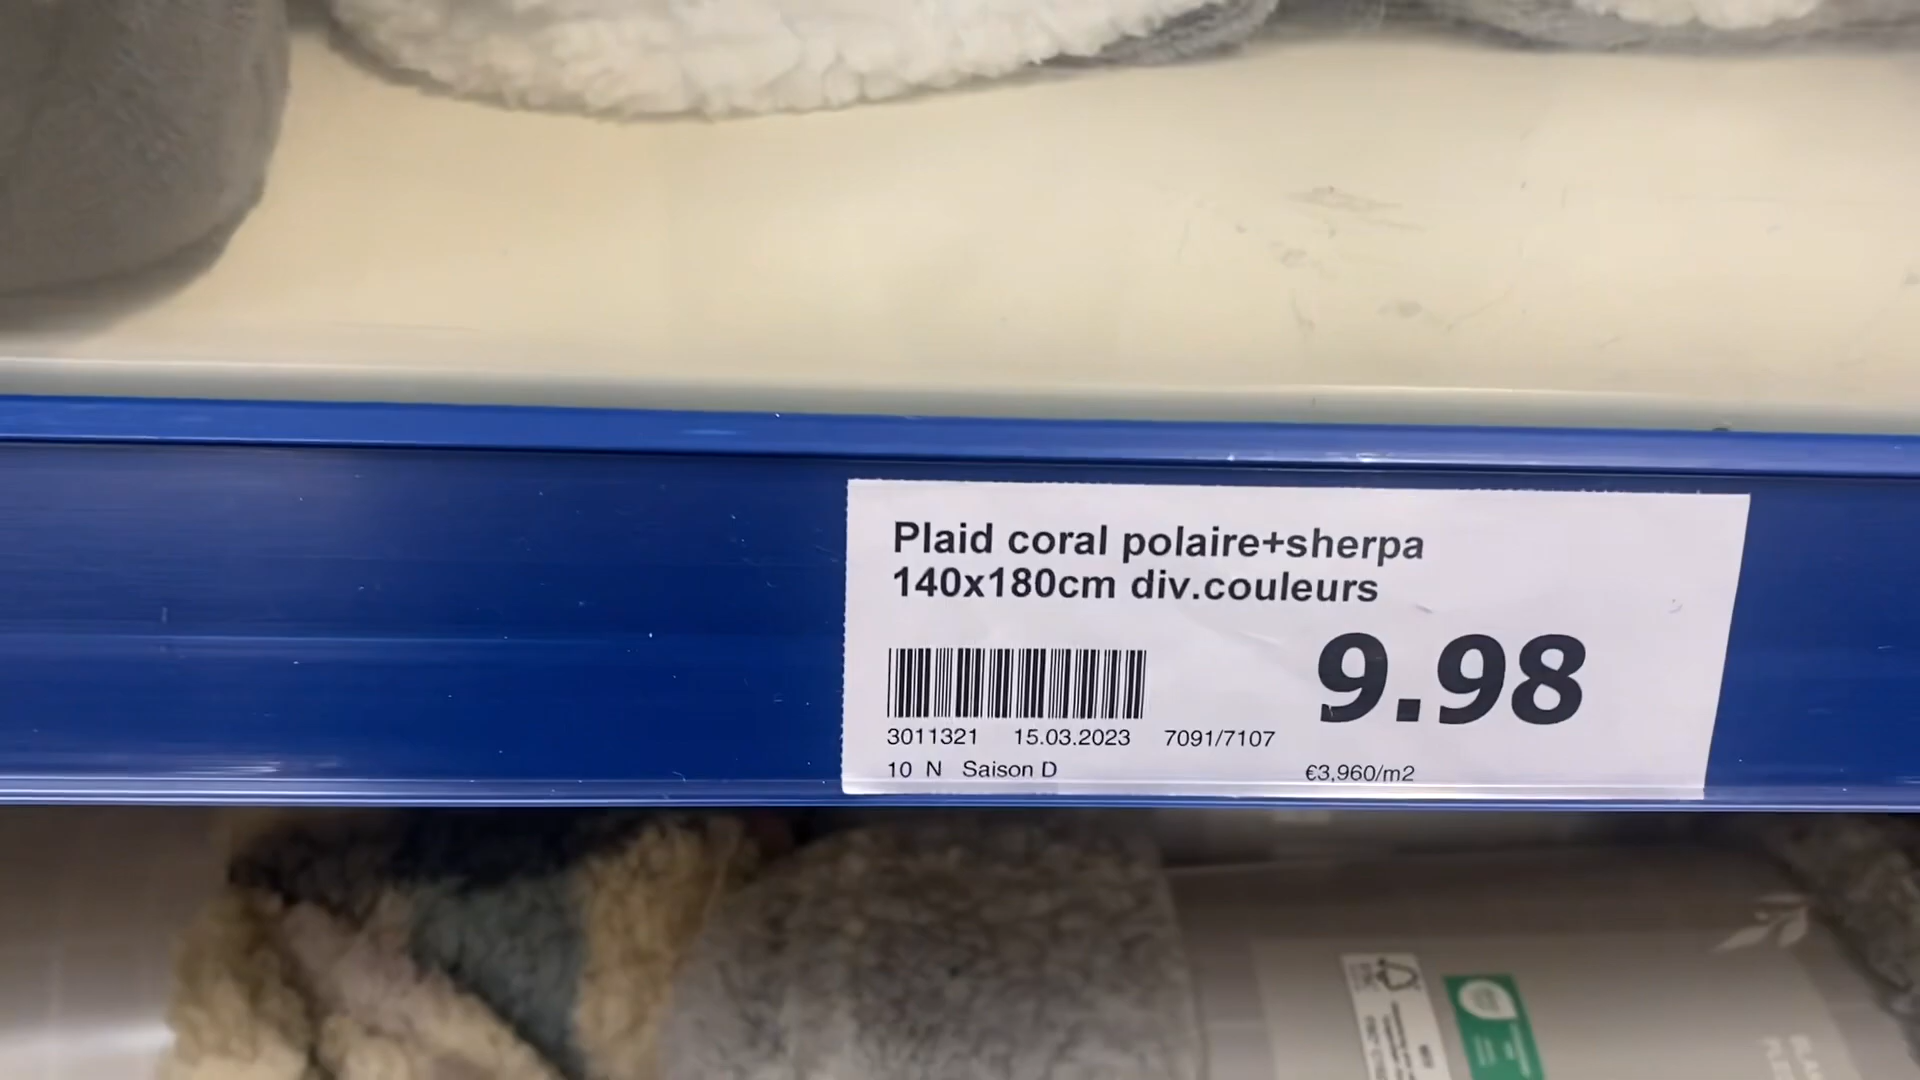 Plaid coral polaire+sherpa
140x180cm div.couleurs
9.98
3011321 15.03.2023 7091/7107
10 N Saison D €3,960/m2